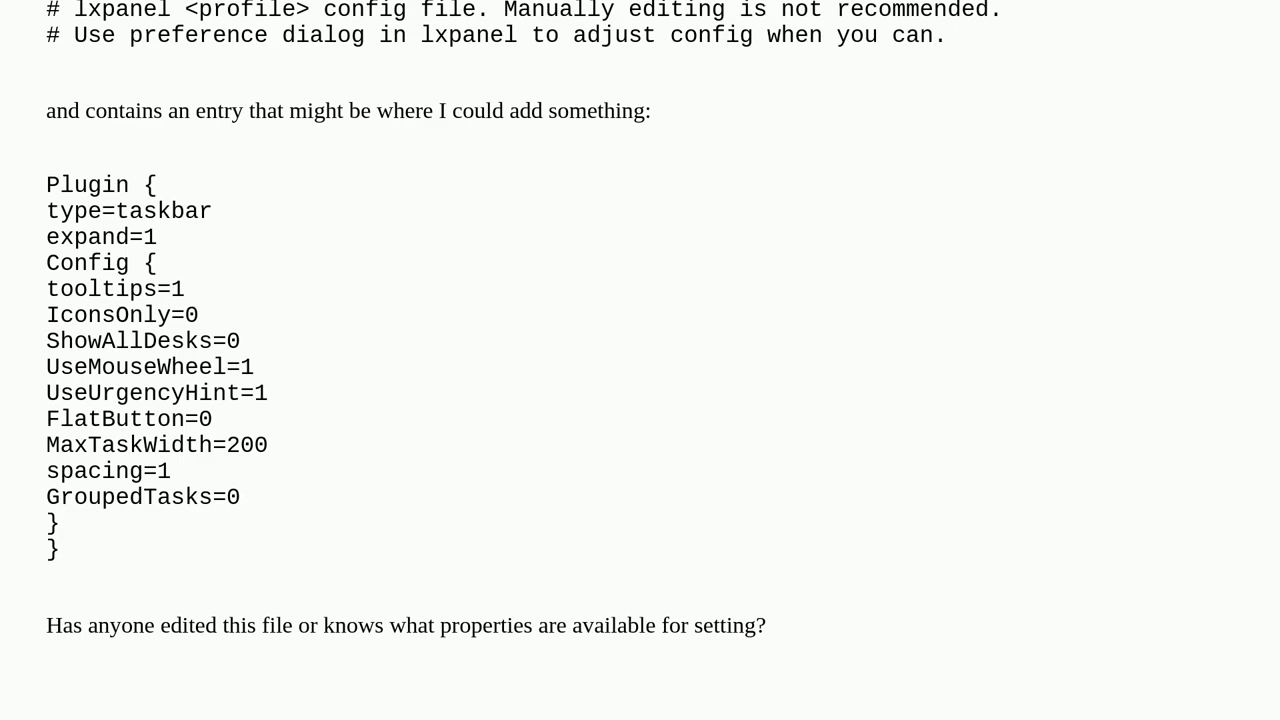 # lxpanel <profile> config file. Manually editing is not recommended.
# Use preference dialog in lxpanel to adjust config when you can.
and contains an entry that might be where I could add something:
Plugin {
type=taskbar
expand=1
Config {
tooltips=1
IconsOnly=0
ShowAllDesks=0
UseMouseWheel=1
UseUrgencyHint=1
FlatButton=0
MaxTaskWidth=200
spacing=1
GroupedTasks=0
}
}
Has anyone edited this file or knows what properties are available for setting?